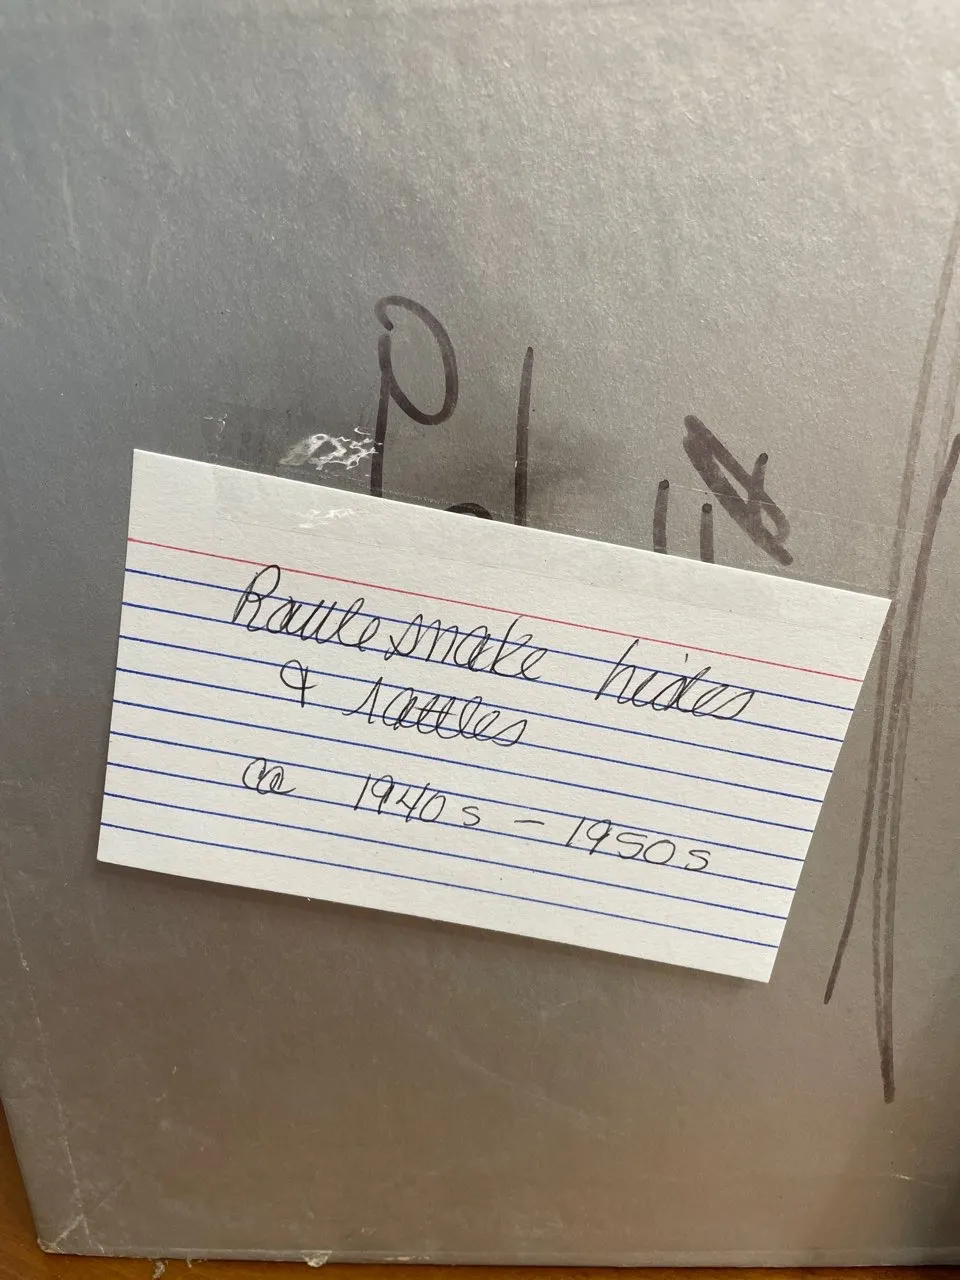 Rattlesnake hides
& rattles
ca 1940s - 1950s